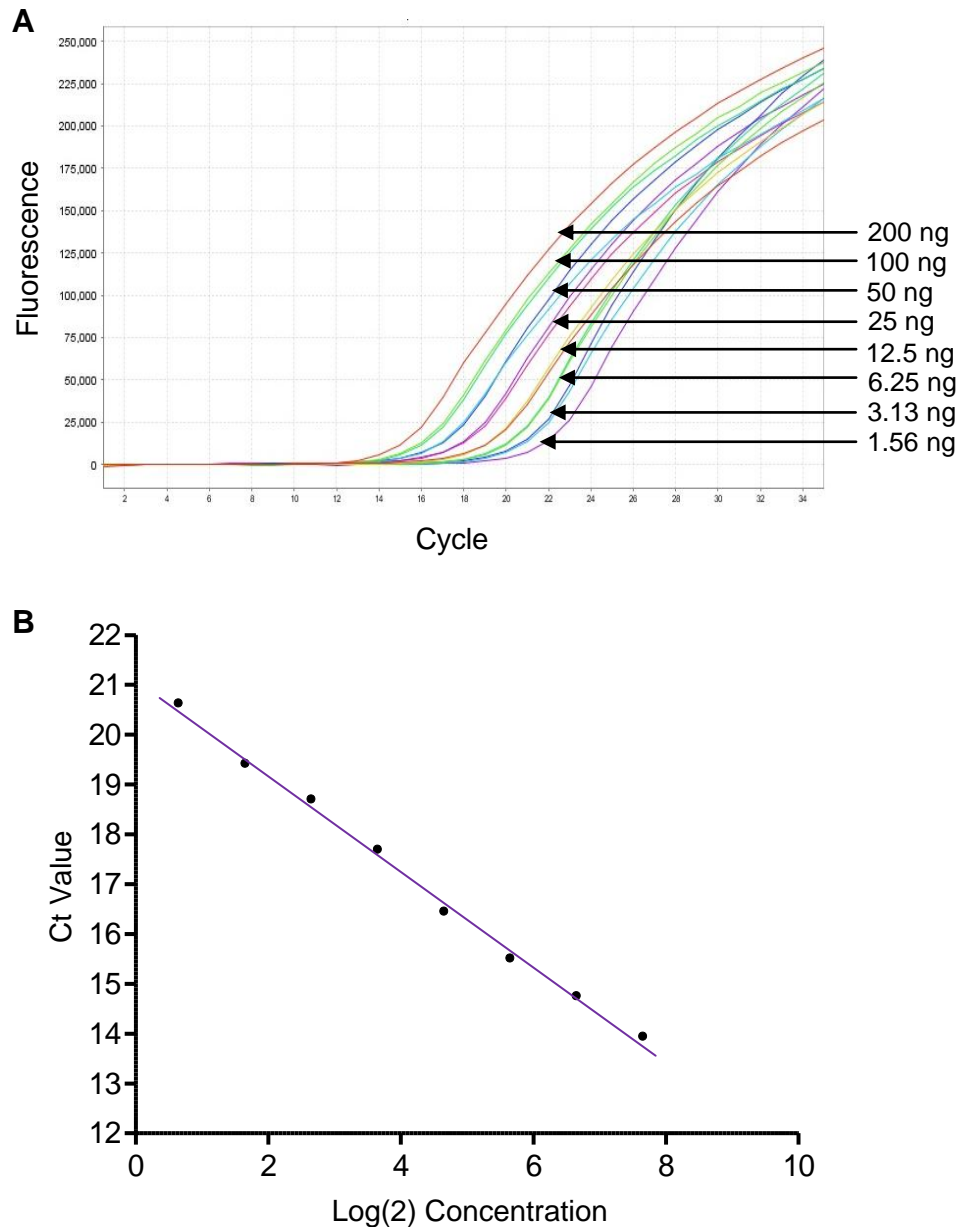 A
250,000
225,000
200,000
175,000
150,000
125,000
100,000
75,000
50,000
25,000
0
Fluorescence
200 ng
100 ng
50 ng
25 ng
12.5 ng
6.25 ng
3.13 ng
1.56 ng
2 4 6 8 10 12 14 16 18 20 22 24 26 28 30 32 34
Cycle
B
22
21
20
19
18
17
16
15
14
13
12
Ct Value
0 2 4 6 8 10
Log(2) Concentration